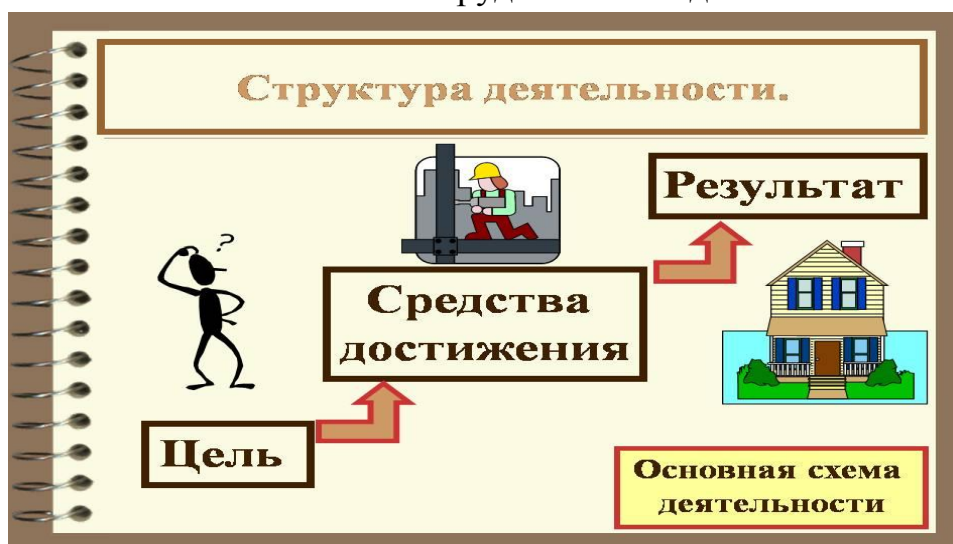 Структура деятельности.
Результат
Средства
достижения
Цель
?
Основная схема
деятельности